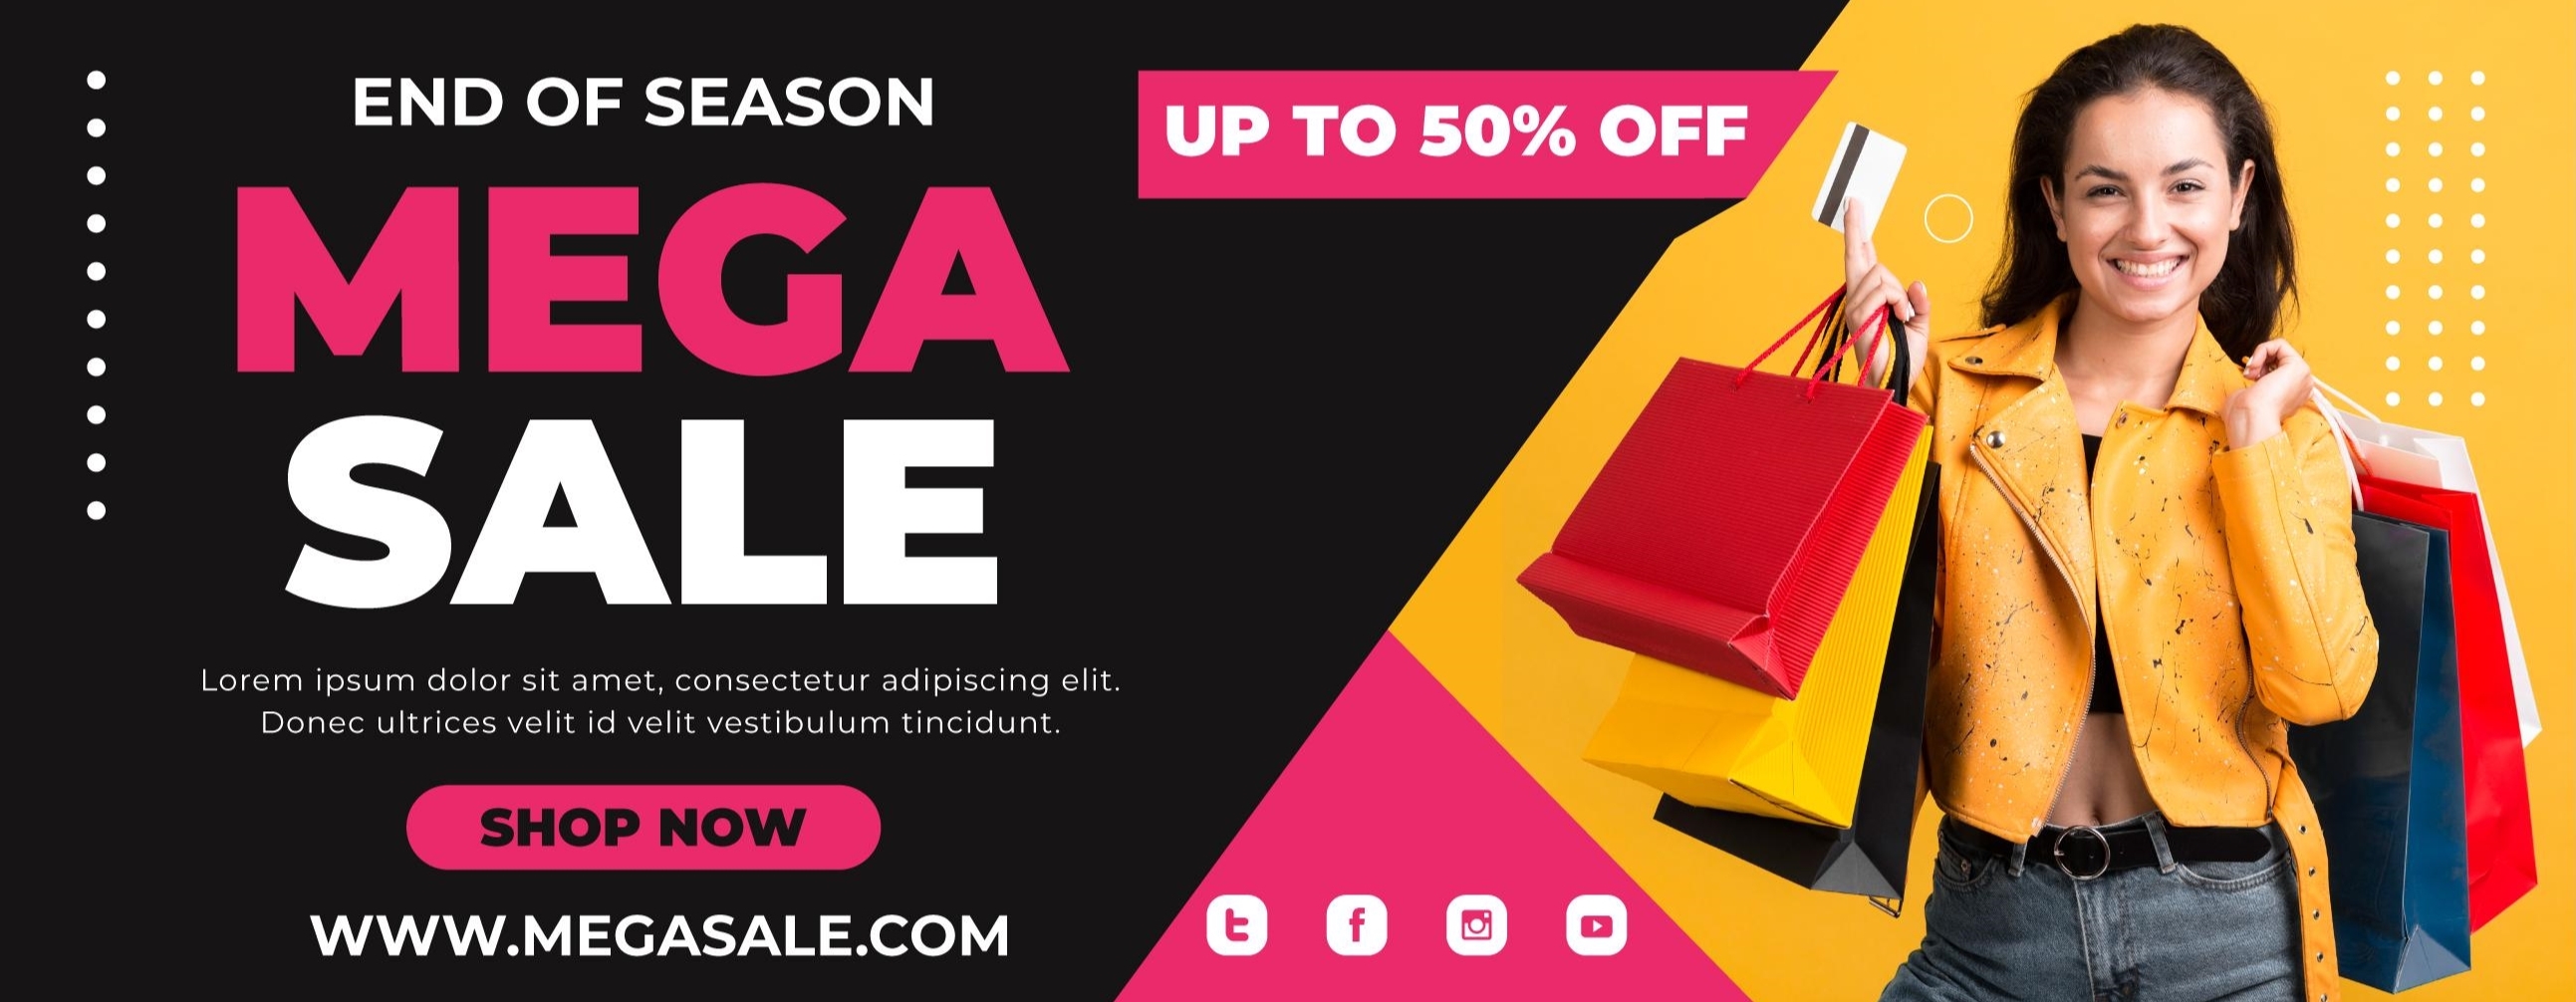 END OF SEASON
MEGA
SALE
Lorem ipsum dolor sit amet, consectetur adipiscing elit.
Donec ultrices velit id velit vestibulum tincidunt.
SHOP NOW
WWW.MEGASALE.COM
UP TO 50% OFF